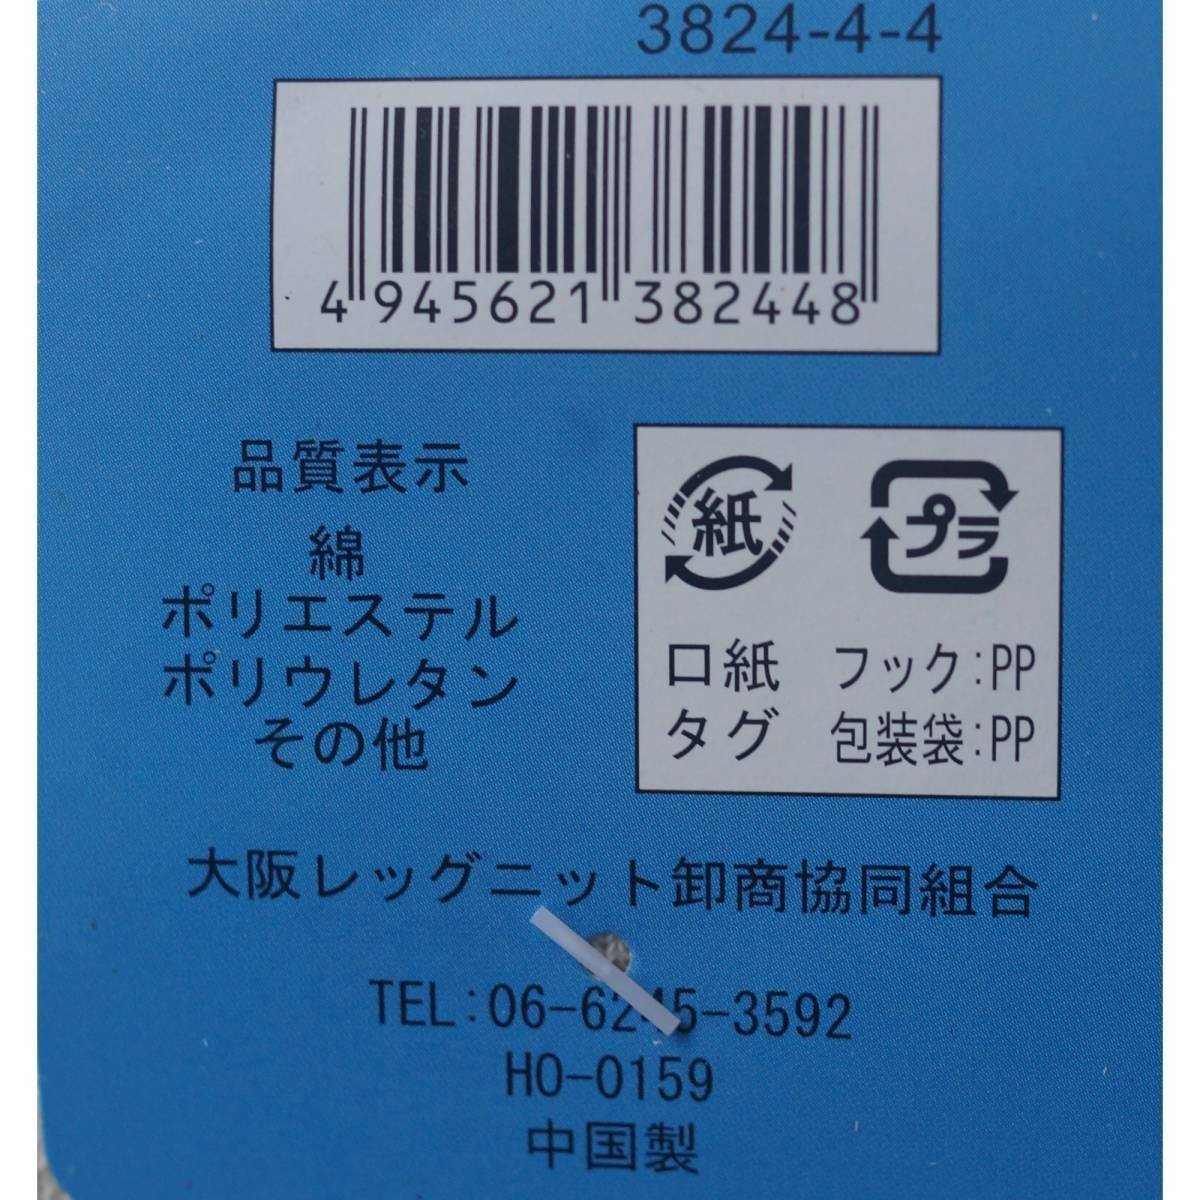 3824-4-4
4 945621 382448
品質表示
綿
ポリエステル
ポリウレタン
その他
紙 プラ
口紙 フック:PP
タグ 包装袋:PP
大阪レッグニット卸商協同組合
TEL:06-6245-3592
HO-0159
中国製